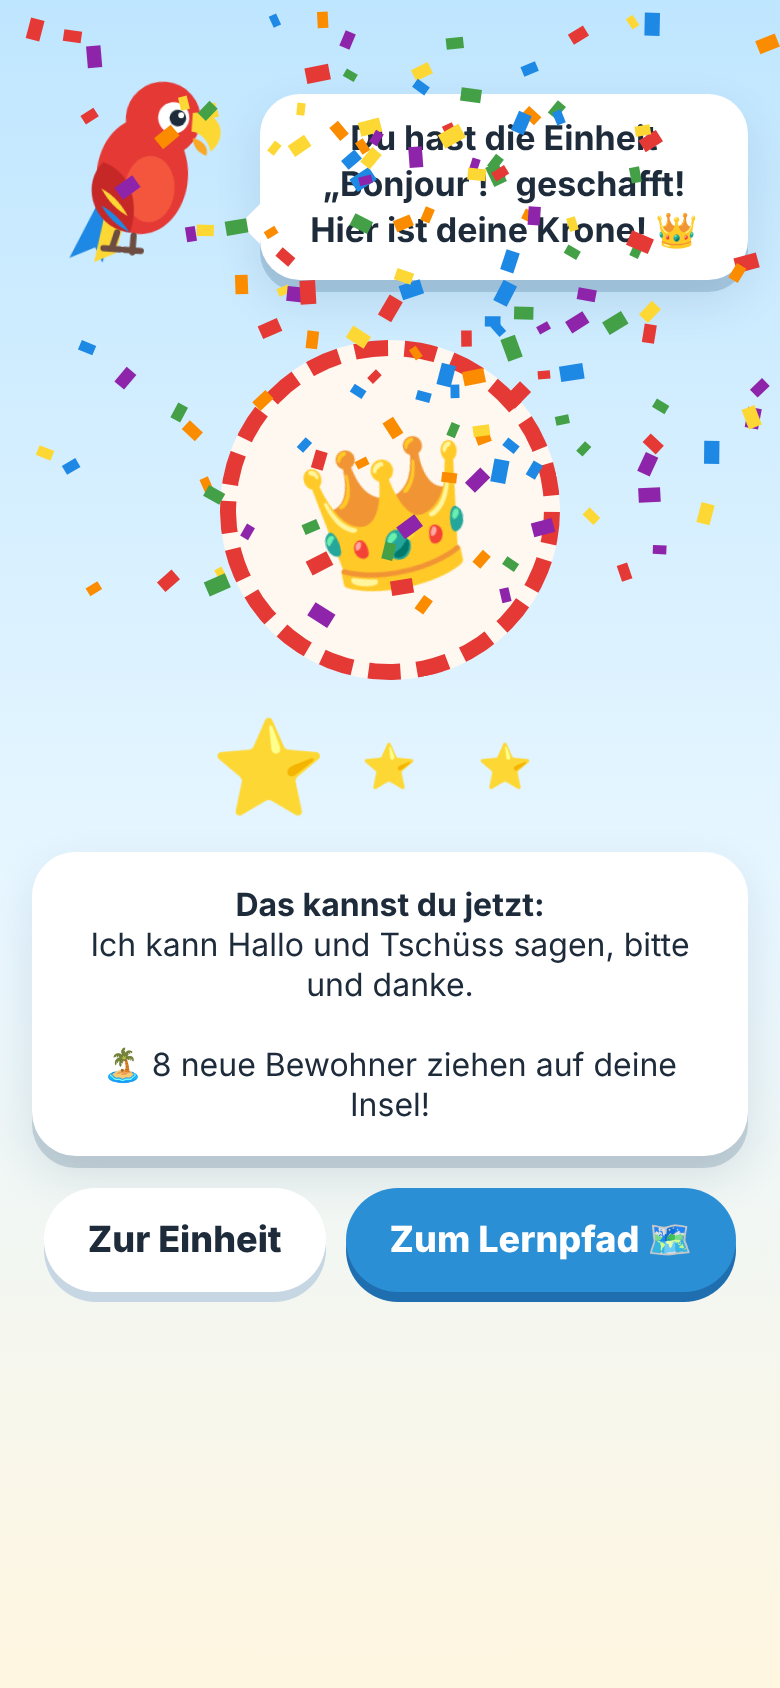 Du hast die Einheit
„Bonjour !“ geschafft!
Hier ist deine Krone! 👑
Das kannst du jetzt:
Ich kann Hallo und Tschüss sagen, bitte
und danke.
🏝️ 8 neue Bewohner ziehen auf deine
Insel!
Zur Einheit
Zum Lernpfad 🗺️